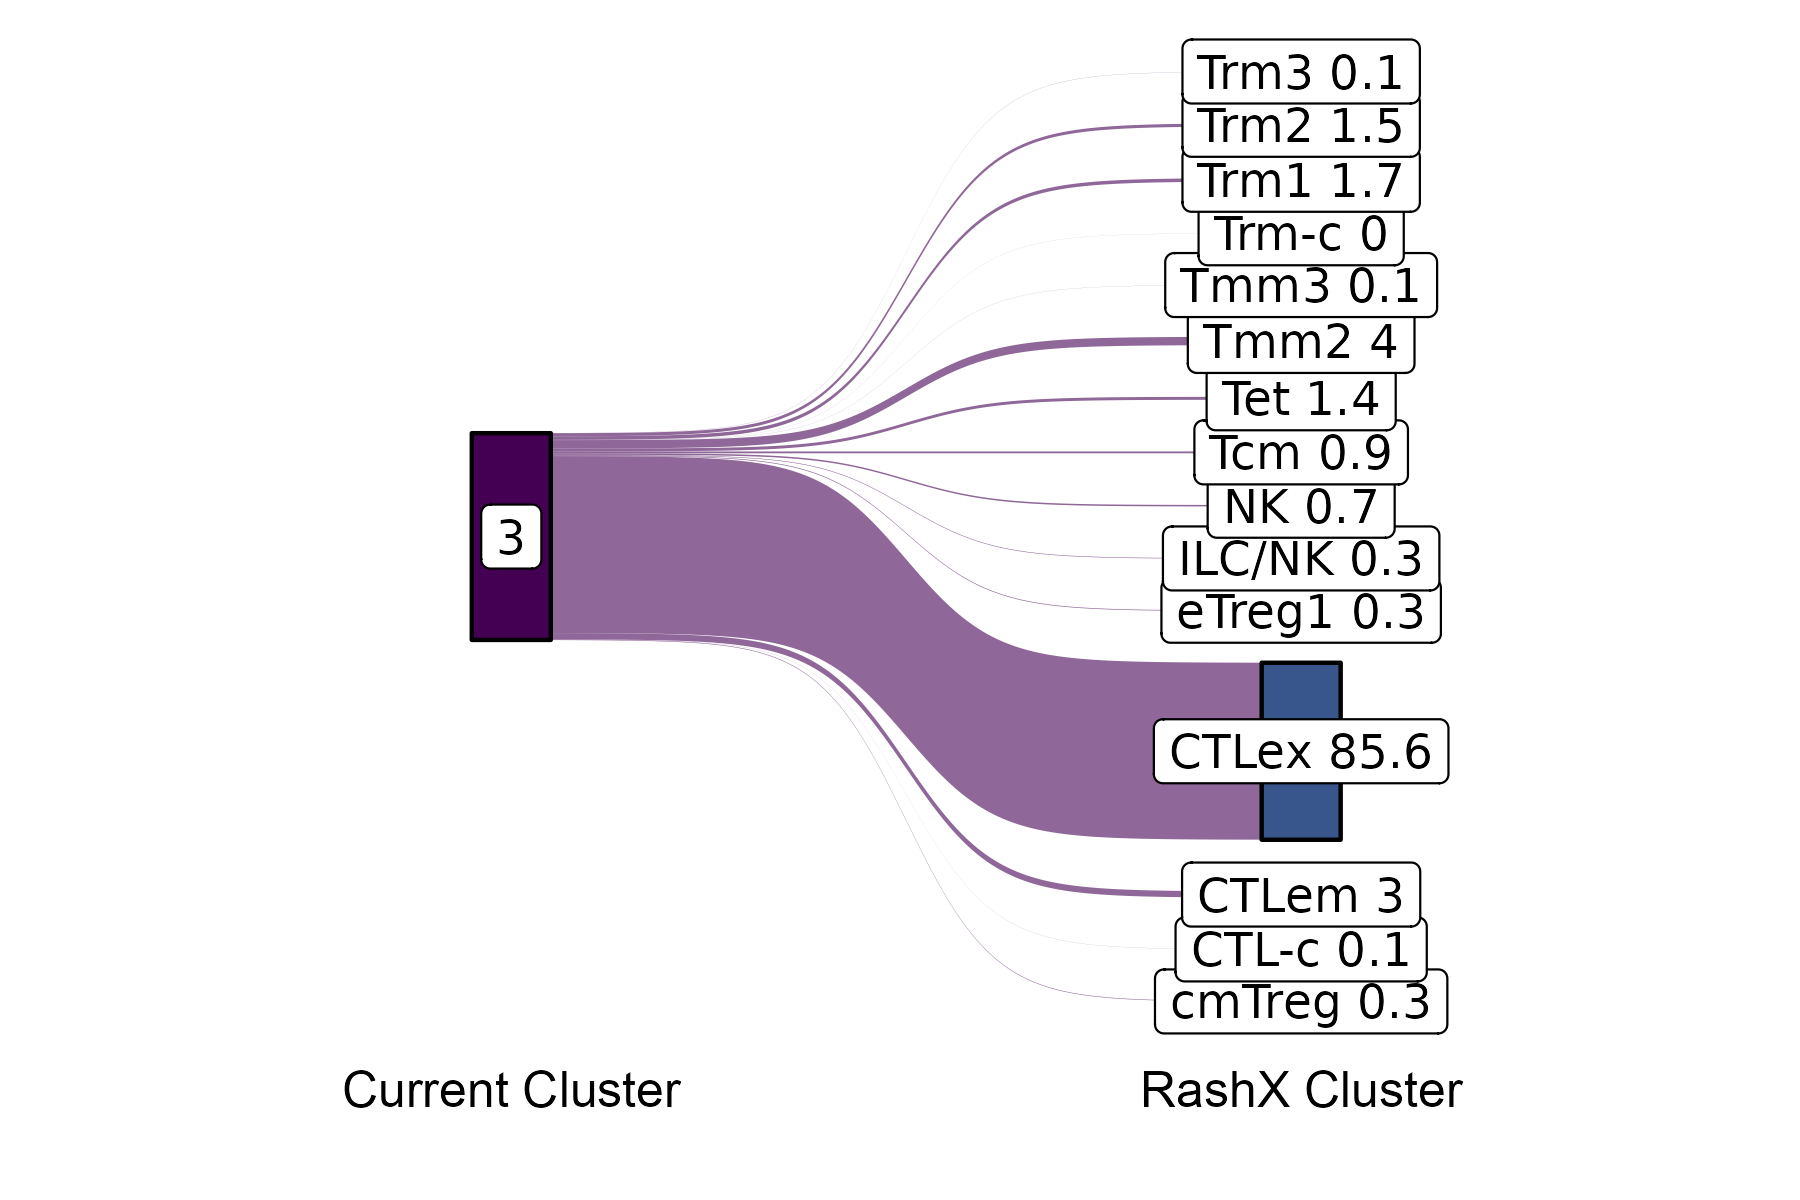 Trm3 0.1
Trm2 1.5
Trm1 1.7
Trm-c 0
Tmm3 0.1
Tmm2 4
Tet 1.4
Tcm 0.9
NK 0.7
ILC/NK 0.3
eTreg1 0.3
3
CTLex 85.6
CTLem 3
CTL-c 0.1
cmTreg 0.3
Current Cluster
RashX Cluster